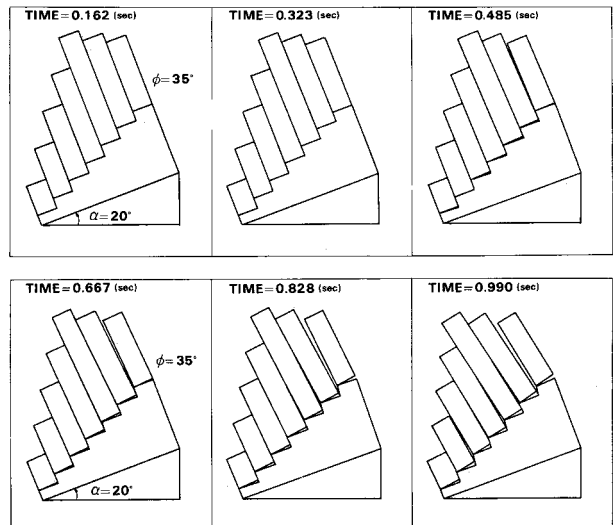 TIME=0.162 (sec)
TIME=0.323 (sec)
TIME=0.485 (sec)
ϕ=35°
α=20°
TIME=0.667 (sec)
TIME=0.828 (sec)
TIME=0.990 (sec)
ϕ=35°
α=20°